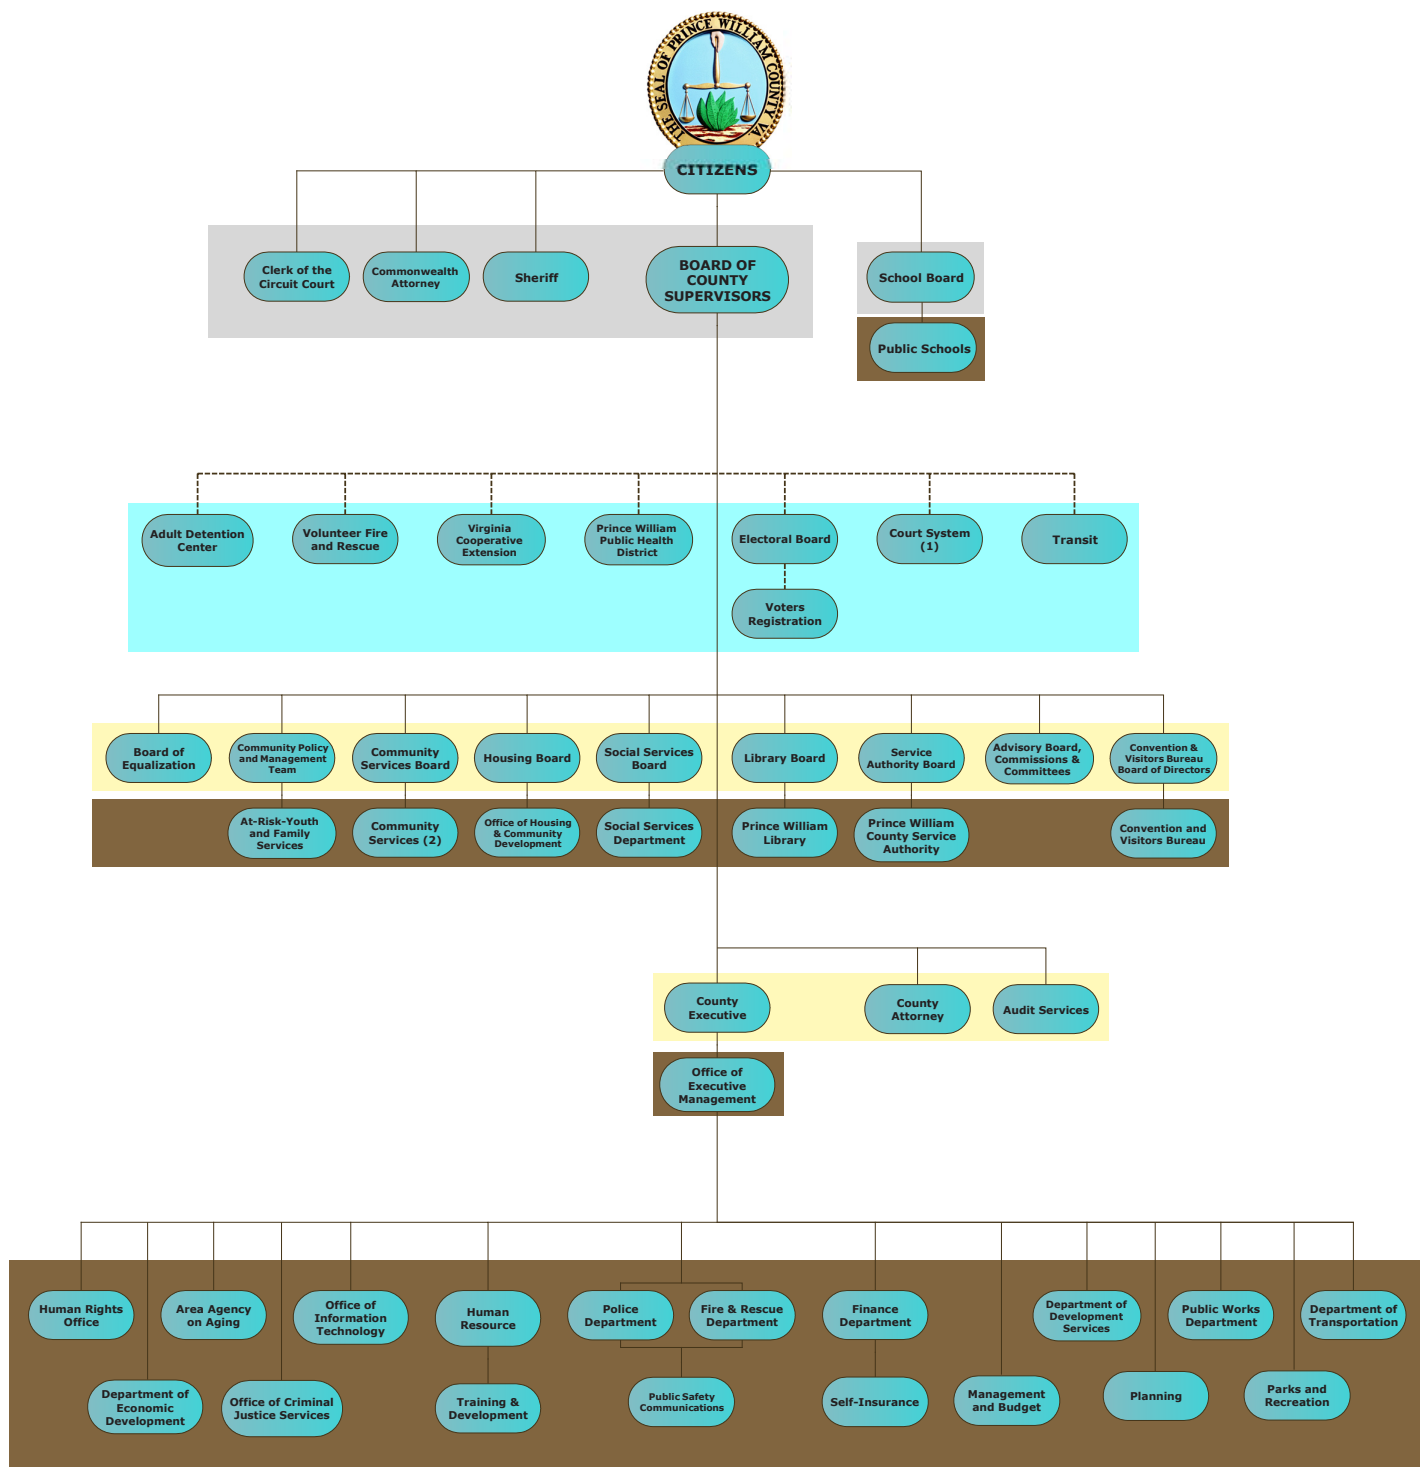 THE SEAL OF PRINCE WILLIAM COUNTY VA.
CITIZENS
Clerk of the
Circuit Court
Commonwealth
Attorney
Sheriff
BOARD OF
COUNTY
SUPERVISORS
School Board
Public Schools
Adult Detention
Center
Volunteer Fire
and Rescue
Virginia
Cooperative
Extension
Prince William
Public Health
District
Electoral Board
Court System
(1)
Transit
Voters
Registration
Board of
Equalization
Community Policy
and Management
Team
Community
Services Board
Housing Board
Social Services
Board
Library Board
Service
Authority Board
Advisory Board,
Commissions &
Committees
Convention &
Visitors Bureau
Board of Directors
At-Risk-Youth
and Family
Services
Community
Services (2)
Office of Housing
& Community
Development
Social Services
Department
Prince William
Library
Prince William
County Service
Authority
Convention and
Visitors Bureau
County
Executive
County
Attorney
Audit Services
Office of
Executive
Management
Human Rights
Office
Area Agency
on Aging
Office of
Information
Technology
Human
Resource
Police
Department
Fire & Rescue
Department
Finance
Department
Department of
Development
Services
Public Works
Department
Department of
Transportation
Department of
Economic
Development
Office of Criminal
Justice Services
Training &
Development
Public Safety
Communications
Self-Insurance
Management
and Budget
Planning
Parks and
Recreation